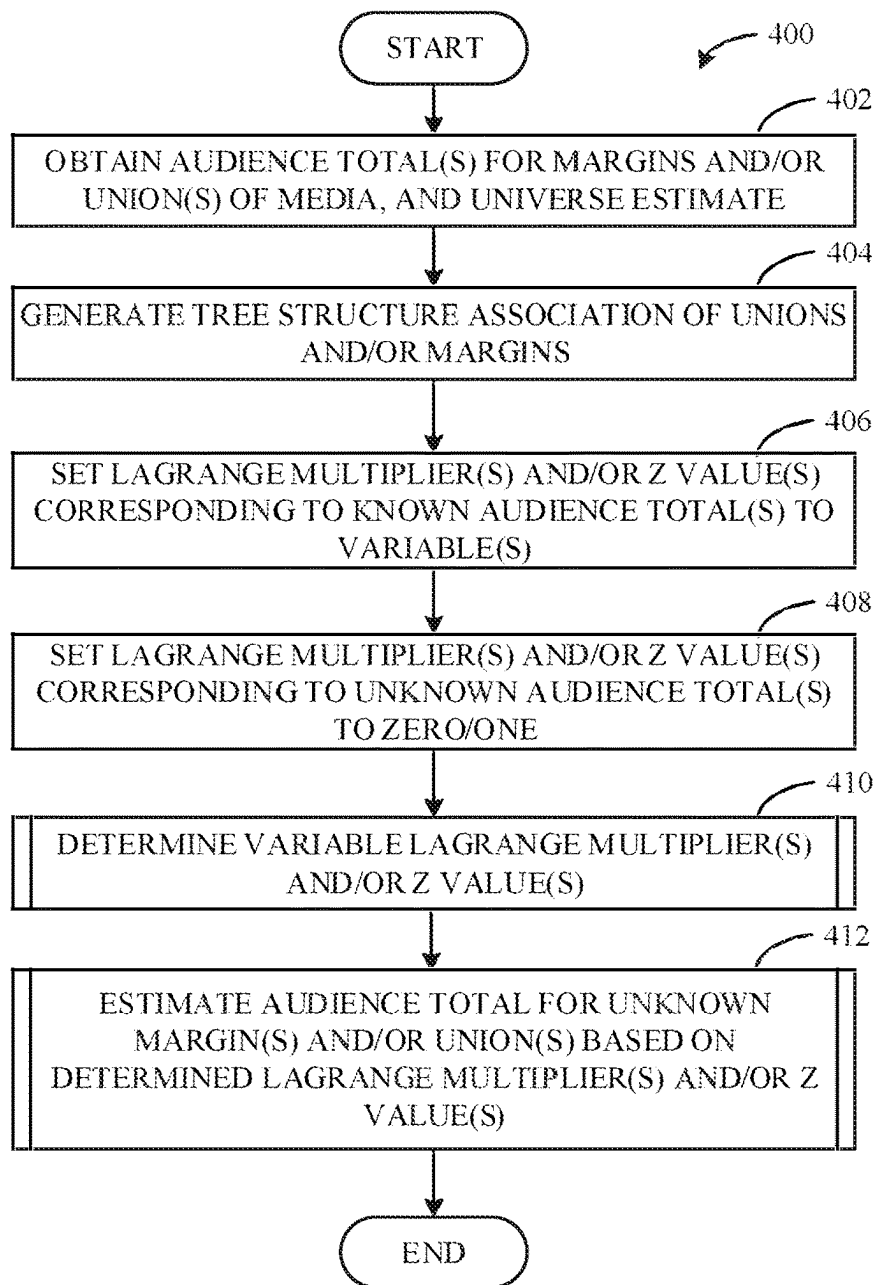 START
400
402
OBTAIN AUDIENCE TOTAL(S) FOR MARGINS AND/OR
UNION(S) OF MEDIA, AND UNIVERSE ESTIMATE
404
GENERATE TREE STRUCTURE ASSOCIATION OF UNIONS
AND/OR MARGINS
406
SET LAGRANGE MULTIPLIER(S) AND/OR Z VALUE(S)
CORRESPONDING TO KNOWN AUDIENCE TOTAL(S) TO
VARIABLE(S)
408
SET LAGRANGE MULTIPLIER(S) AND/OR Z VALUE(S)
CORRESPONDING TO UNKNOWN AUDIENCE TOTAL(S)
TO ZERO/ONE
410
DETERMINE VARIABLE LAGRANGE MULTIPLIER(S)
AND/OR Z VALUE(S)
412
ESTIMATE AUDIENCE TOTAL FOR UNKNOWN
MARGIN(S) AND/OR UNION(S) BASED ON
DETERMINED LAGRANGE MULTIPLIER(S) AND/OR Z
VALUE(S)
END